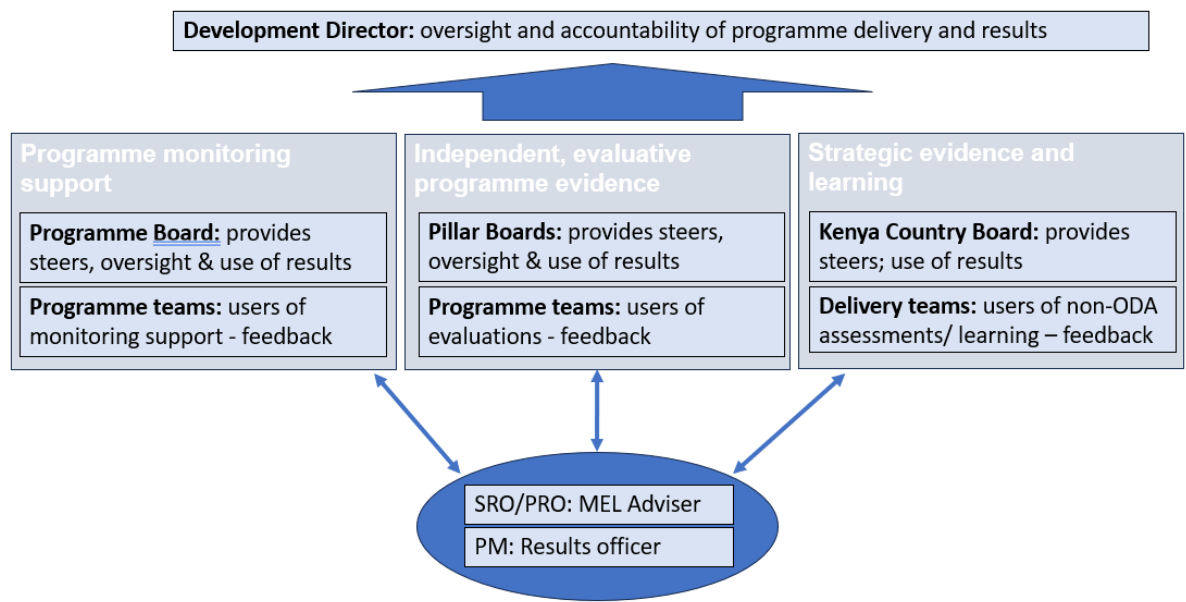 Development Director: oversight and accountability of programme delivery and results
Programme monitoring
support
Programme Board: provides
steers, oversight & use of results
Programme teams: users of
monitoring support - feedback
Independent, evaluative
programme evidence
Pillar Boards: provides steers,
oversight & use of results
Programme teams: users of
evaluations - feedback
Strategic evidence and
learning
Kenya Country Board: provides
steers; use of results
Delivery teams: users of non-ODA
assessments/ learning – feedback
SRO/PRO: MEL Adviser
PM: Results officer